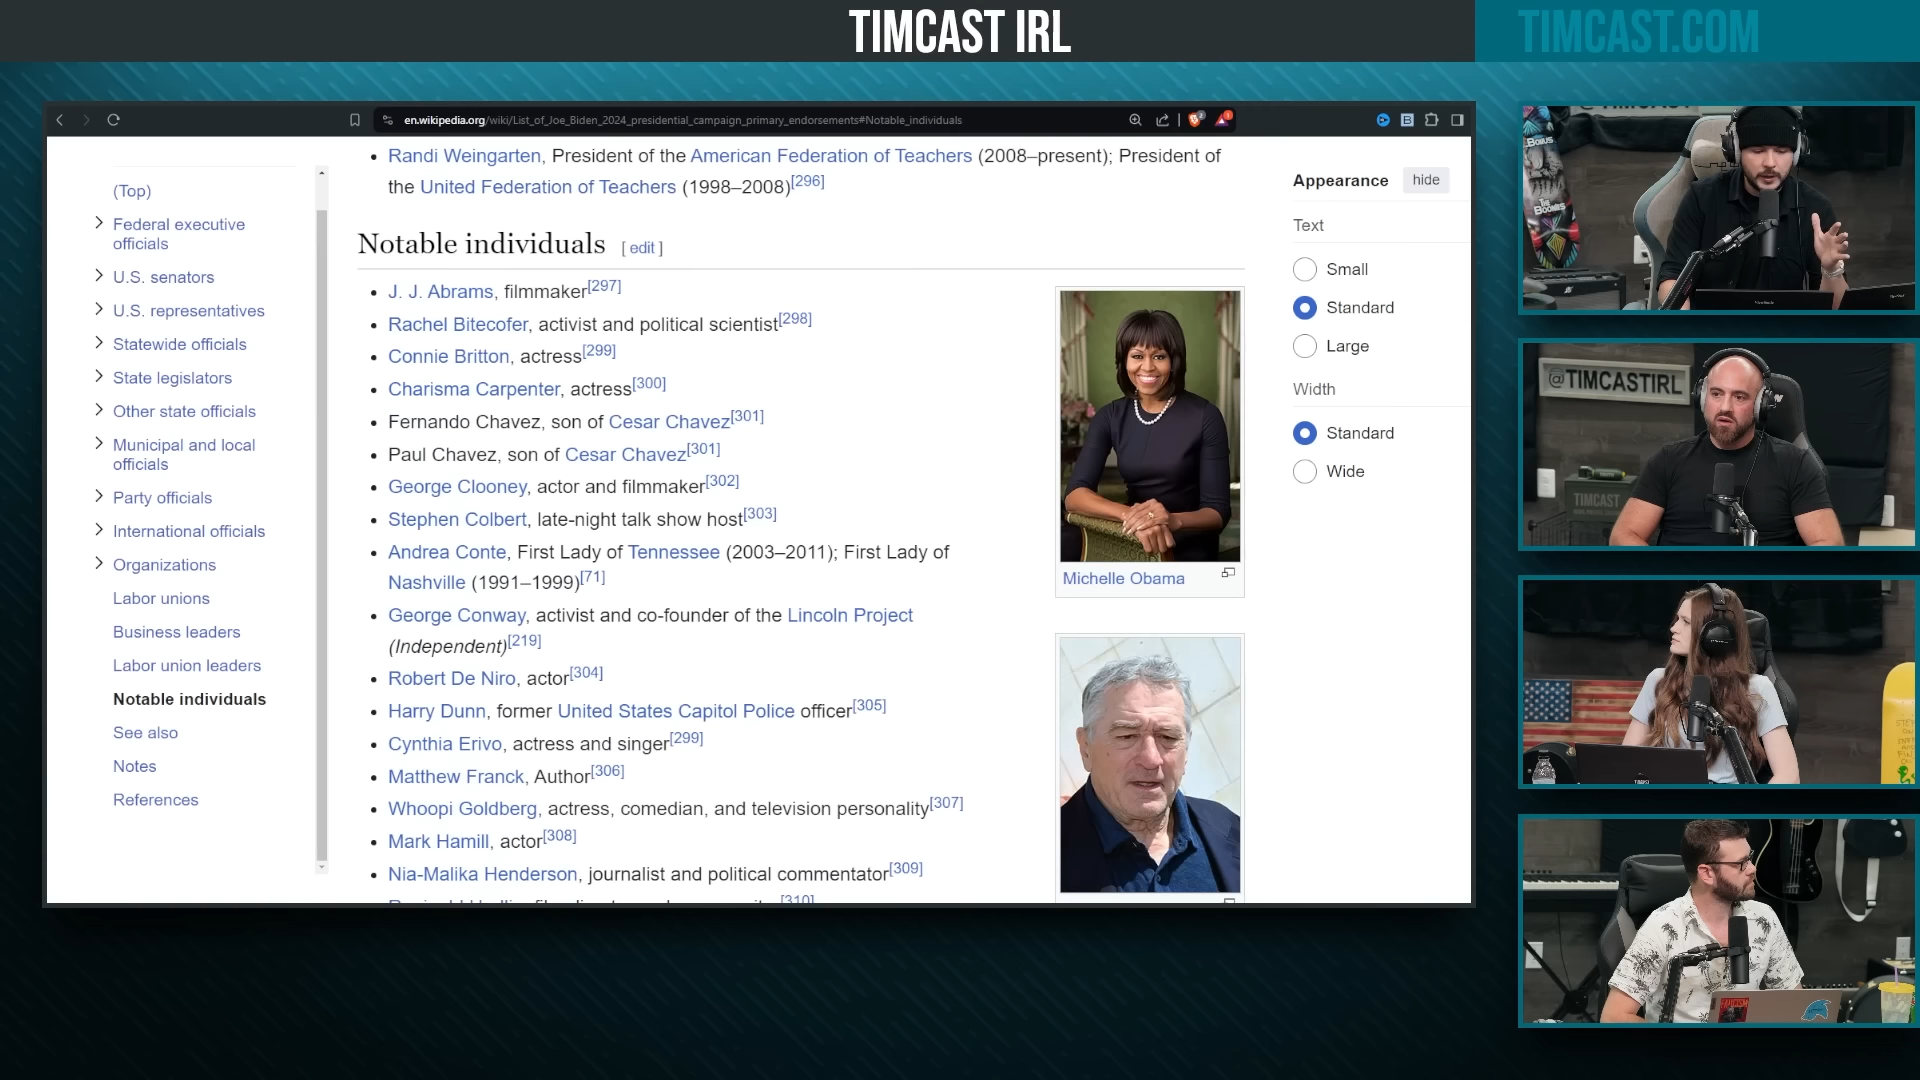 TIMCAST IRL
TIMCAST.COM
en.wikipedia.org/wiki/List_of_Joe_Biden_2024_presidential_campaign_primary_endorsements#Notable_individuals
(Top)
Federal executive
officials
U.S. senators
U.S. representatives
Statewide officials
State legislators
Other state officials
Municipal and local
officials
Party officials
International officials
Organizations
Labor unions
Business leaders
Labor union leaders
Notable individuals
See also
Notes
References
Randi Weingarten, President of the American Federation of Teachers (2008–present); President of
the United Federation of Teachers (1998–2008)[296]
Notable individuals [ edit ]
J. J. Abrams, filmmaker[297]
Rachel Bitecofer, activist and political scientist[298]
Connie Britton, actress[299]
Charisma Carpenter, actress[300]
Fernando Chavez, son of Cesar Chavez[301]
Paul Chavez, son of Cesar Chavez[301]
George Clooney, actor and filmmaker[302]
Stephen Colbert, late-night talk show host[303]
Andrea Conte, First Lady of Tennessee (2003–2011); First Lady of
Nashville (1991–1999)[71]
George Conway, activist and co-founder of the Lincoln Project
(Independent)[219]
Robert De Niro, actor[304]
Harry Dunn, former United States Capitol Police officer[305]
Cynthia Erivo, actress and singer[299]
Matthew Franck, Author[306]
Whoopi Goldberg, actress, comedian, and television personality[307]
Mark Hamill, actor[308]
Nia-Malika Henderson, journalist and political commentator[309]
[310]
Michelle Obama
Appearance hide
Text
Small
Standard
Large
Width
Standard
Wide
THE BOONIES
@TIMCASTIRL
TIMCAST